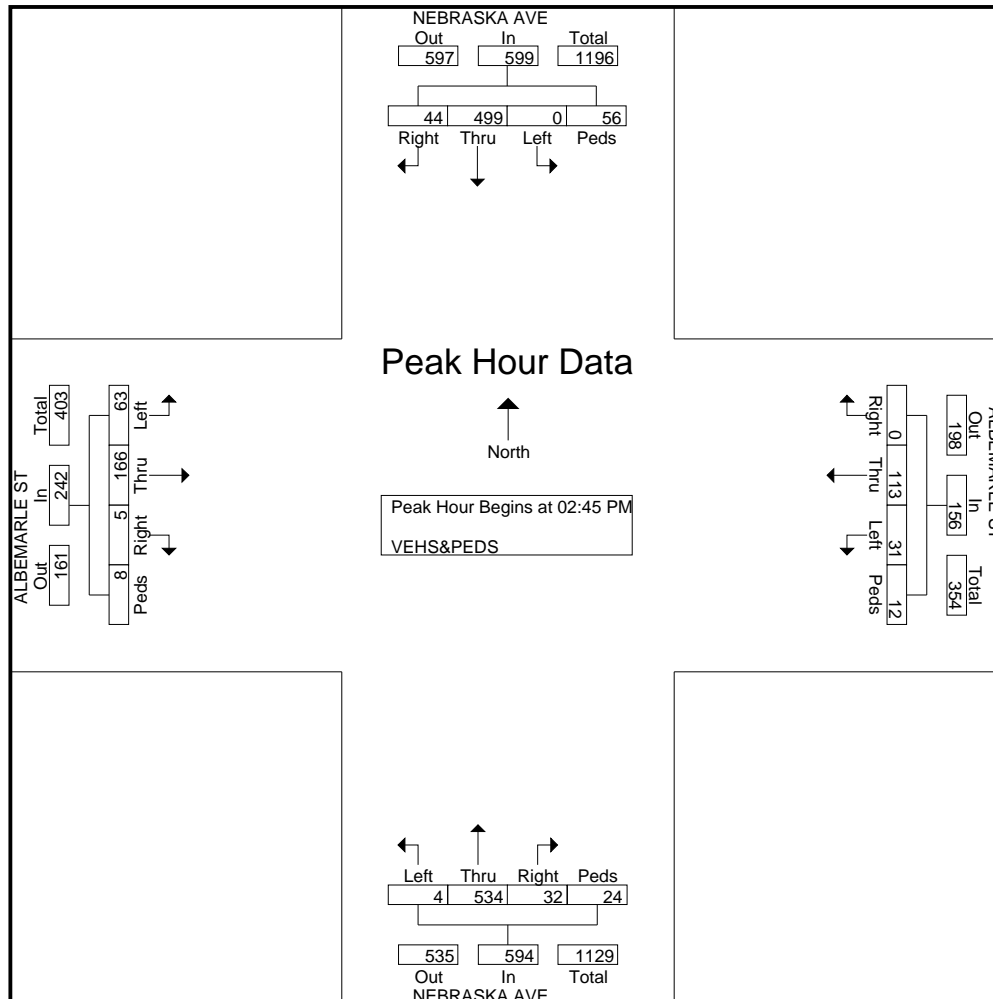 NEBRASKA AVE
Out In Total
597 599 1196
44 499 0 56
Right Thru Left Peds
Peak Hour Data
North
Peak Hour Begins at 02:45 PM
VEHS&PEDS
ALBEMARLE ST
Out In Total
161 242 403
63 166 5 8
Left Thru Right Peds
ALBEMARLE ST
Out In Total
198 156 354
0 113 31 12
Right Thru Left Peds
Left Thru Right Peds
4 534 32 24
535 594 1129
Out In Total
NEBRASKA AVE